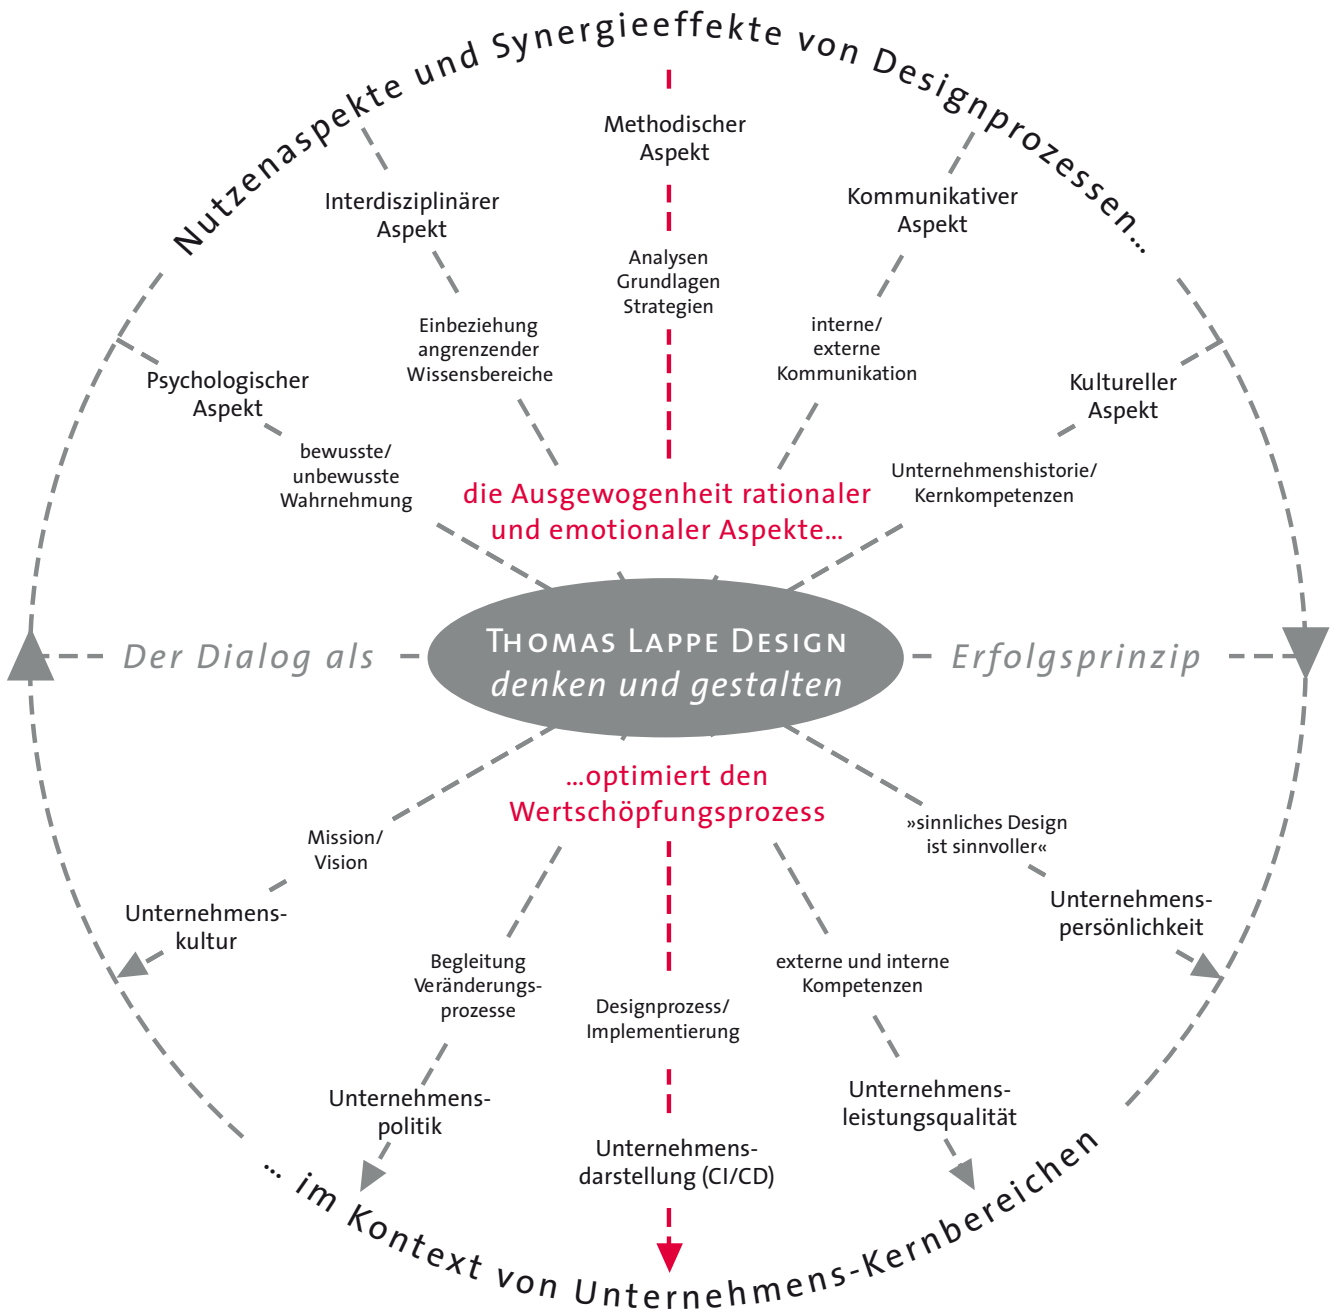 Nutzenaspekte und Synergieeffekte von Designprozessen...
Methodischer
Aspekt
Interdisziplinärer
Aspekt
Kommunikativer
Aspekt
Analysen
Grundlagen
Strategien
Einbeziehung
angrenzender
Wissensbereiche
interne/
externe
Kommunikation
Psychologischer
Aspekt
Kultureller
Aspekt
bewusste/
unbewusste
Wahrnehmung
Unternehmenshistorie/
Kernkompetenzen
die Ausgewogenheit rationaler
und emotionaler Aspekte...
Der Dialog als
Thomas Lappe Design
denken und gestalten
Erfolgsprinzip
...optimiert den
Wertschöpfungsprozess
Mission/
Vision
»sinnliches Design
ist sinnvoller«
Unternehmens-
kultur
Unternehmens-
persönlichkeit
Begleitung
Veränderungs-
prozesse
externe und interne
Kompetenzen
Designprozess/
Implementierung
Unternehmens-
politik
Unternehmens-
leistungsqualität
Unternehmens-
darstellung (CI/CD)
... im Kontext von Unternehmens-Kernbereichen